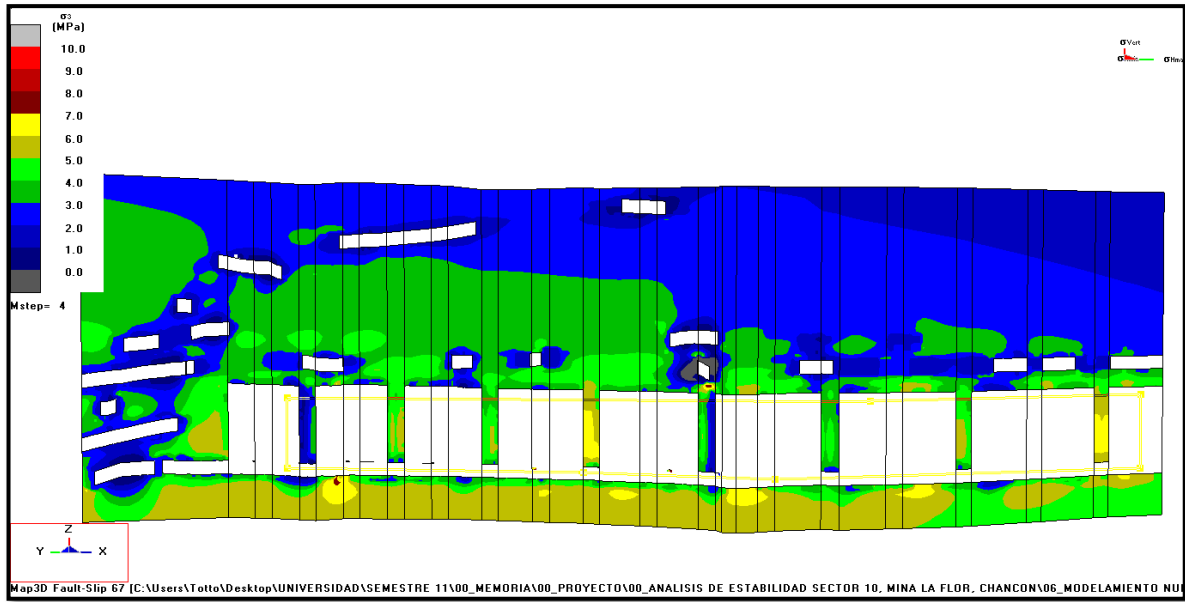 σ3
(MPa)
10.0
9.0
8.0
7.0
6.0
5.0
4.0
3.0
2.0
1.0
0.0
Mstep= 4
σVert
Z
Y X
Map3D Fault-Slip 67 [C:\Users\Totto\Desktop\UNIVERSIDAD\SEMESTRE 11\00_MEMORIA\00_PROYECTO\00_ANALISIS DE ESTABILIDAD SECTOR 10, MINA LA FLOR, CHANCON\06_MODELAMIENTO